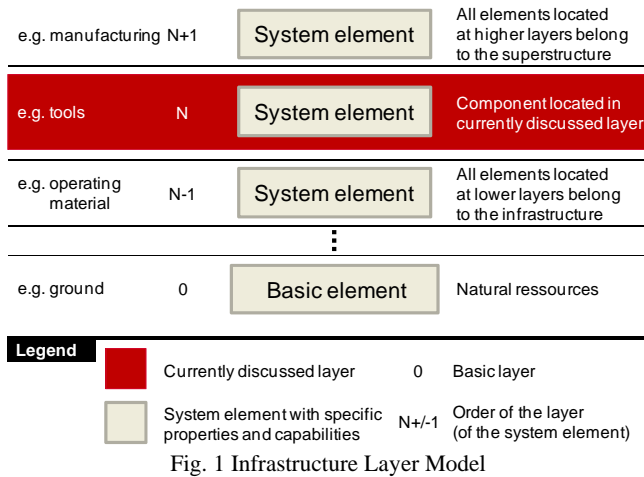 e.g. manufacturing N+1 System element All elements located
at higher layers belong
to the superstructure
e.g. tools N System element Component located in
currently discussed layer
e.g. operating
material N-1 System element All elements located
at lower layers belong
to the infrastructure
⋮
e.g. ground 0 Basic element Natural ressources
Legend
Currently discussed layer 0 Basic layer
System element with specific
properties and capabilities N+/-1 Order of the layer
(of the system element)
Fig. 1 Infrastructure Layer Model